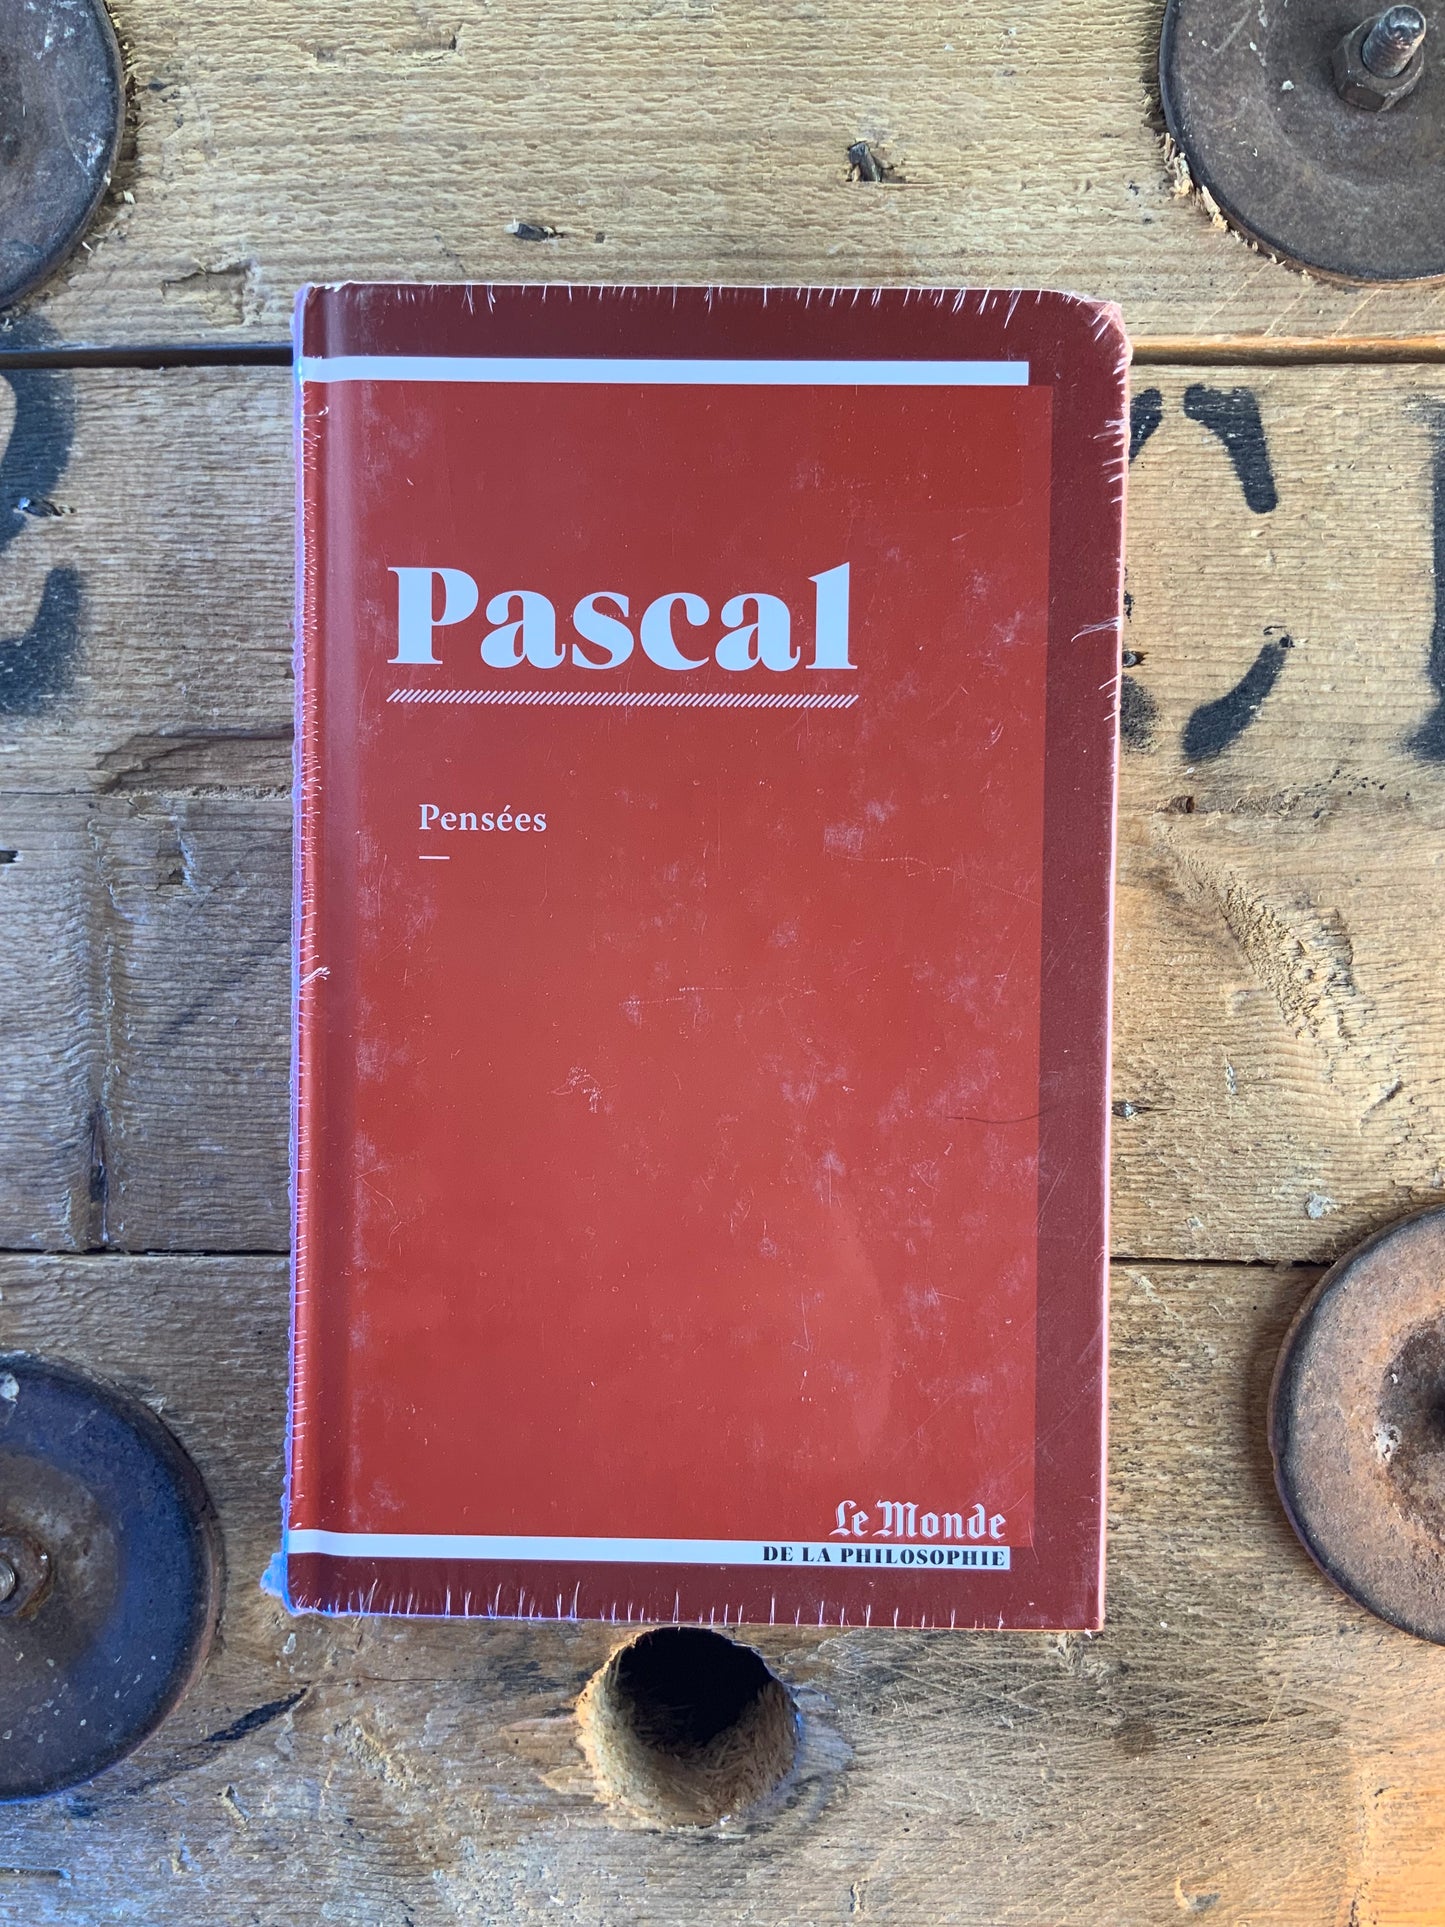 Pascal
Pensées
Le Monde
DE LA PHILOSOPHIE